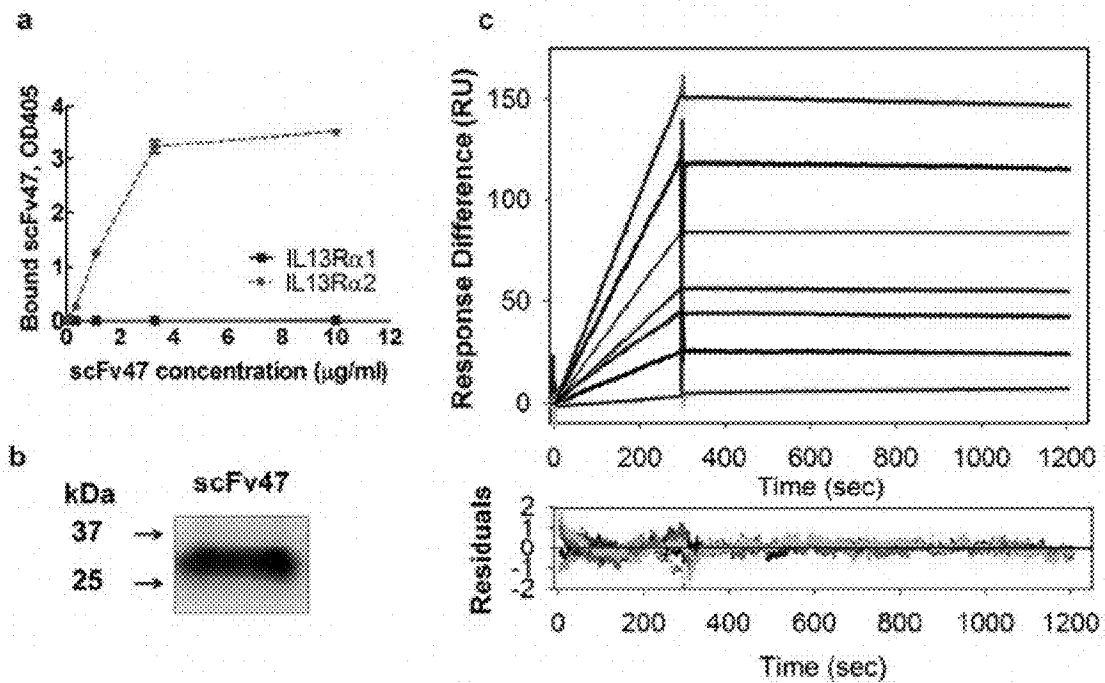 a
Bound scFv47, OD405
4
3
2
1
0
0 2 4 6 8 10 12
IL13Rα1
IL13Rα2
scFv47 concentration (μg/ml)
b
kDa
scFv47
37 →
25 →
c
Response Difference (RU)
150
100
50
0
0 200 400 600 800 1000 1200
Time (sec)
Residuals
2
1
0
-1
-2
0 200 400 600 800 1000 1200
Time (sec)